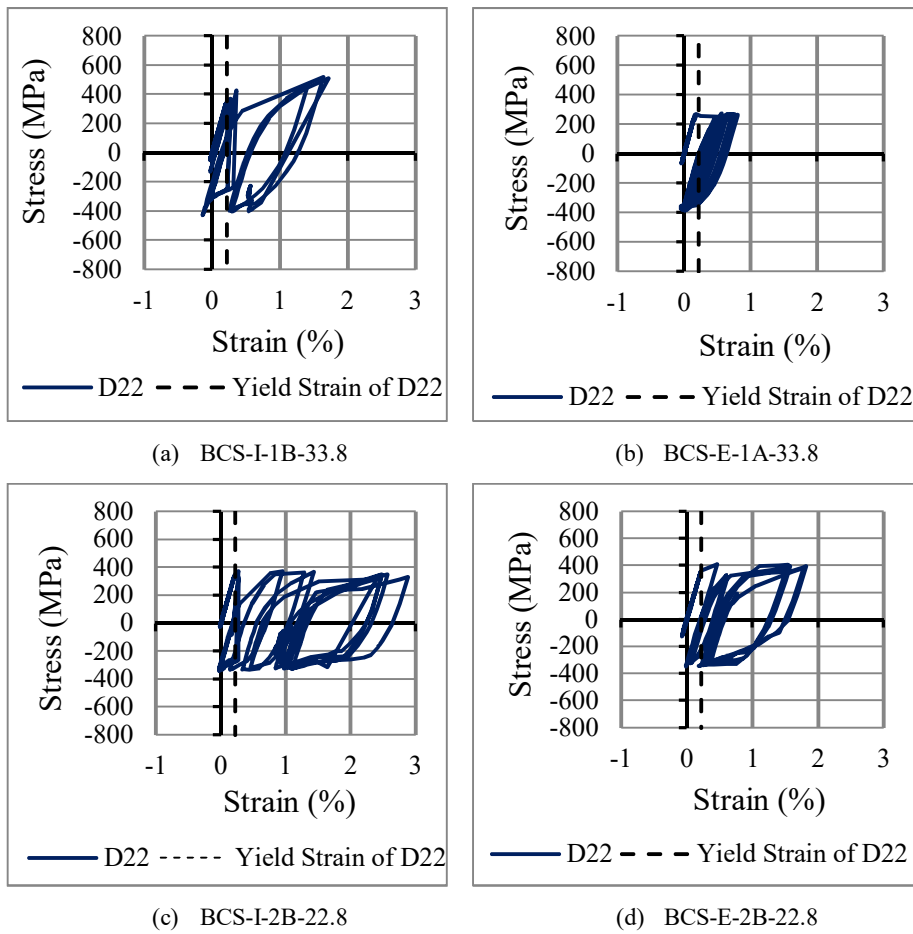 800
600
400
200
0
-200
-400
-600
-800
-1 0 1 2 3
Stress (MPa)
Strain (%)
D22 Yield Strain of D22
(a) BCS-I-1B-33.8
800
600
400
200
0
-200
-400
-600
-800
-1 0 1 2 3
Stress (MPa)
Strain (%)
D22 Yield Strain of D22
(b) BCS-E-1A-33.8
800
600
400
200
0
-200
-400
-600
-800
-1 0 1 2 3
Stress (MPa)
Strain (%)
D22 Yield Strain of D22
(c) BCS-I-2B-22.8
800
600
400
200
0
-200
-400
-600
-800
-1 0 1 2 3
Stress (MPa)
Strain (%)
D22 Yield Strain of D22
(d) BCS-E-2B-22.8